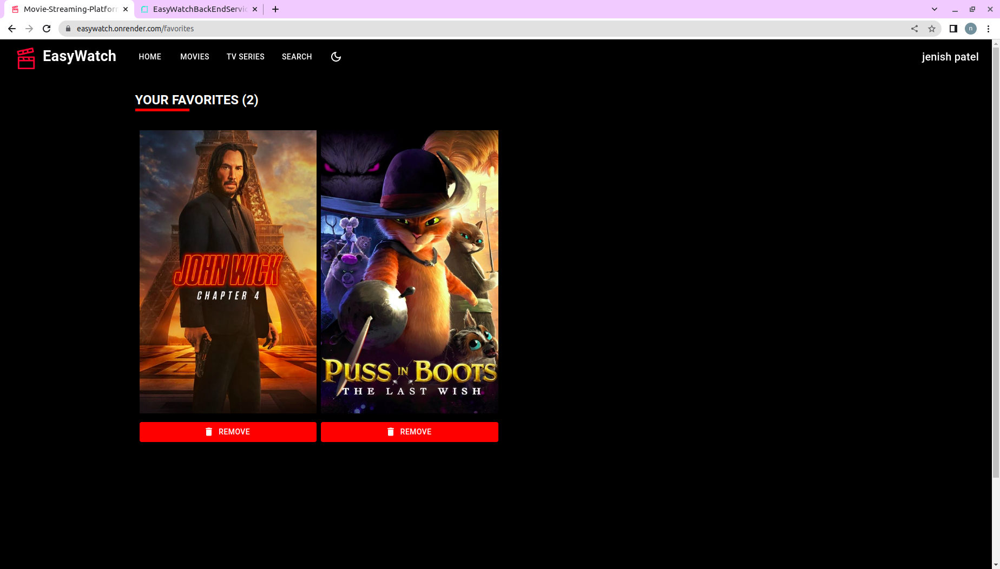 Movie-Streaming-Platfor
EasyWatchBackEndServic
easywatch.onrender.com/favorites
n
EasyWatch
HOME
MOVIES
TV SERIES
SEARCH
jenish patel
YOUR FAVORITES (2)
JOHN WICK
CHAPTER 4
PUSS IN BOOTS
THE LAST WISH
REMOVE
REMOVE